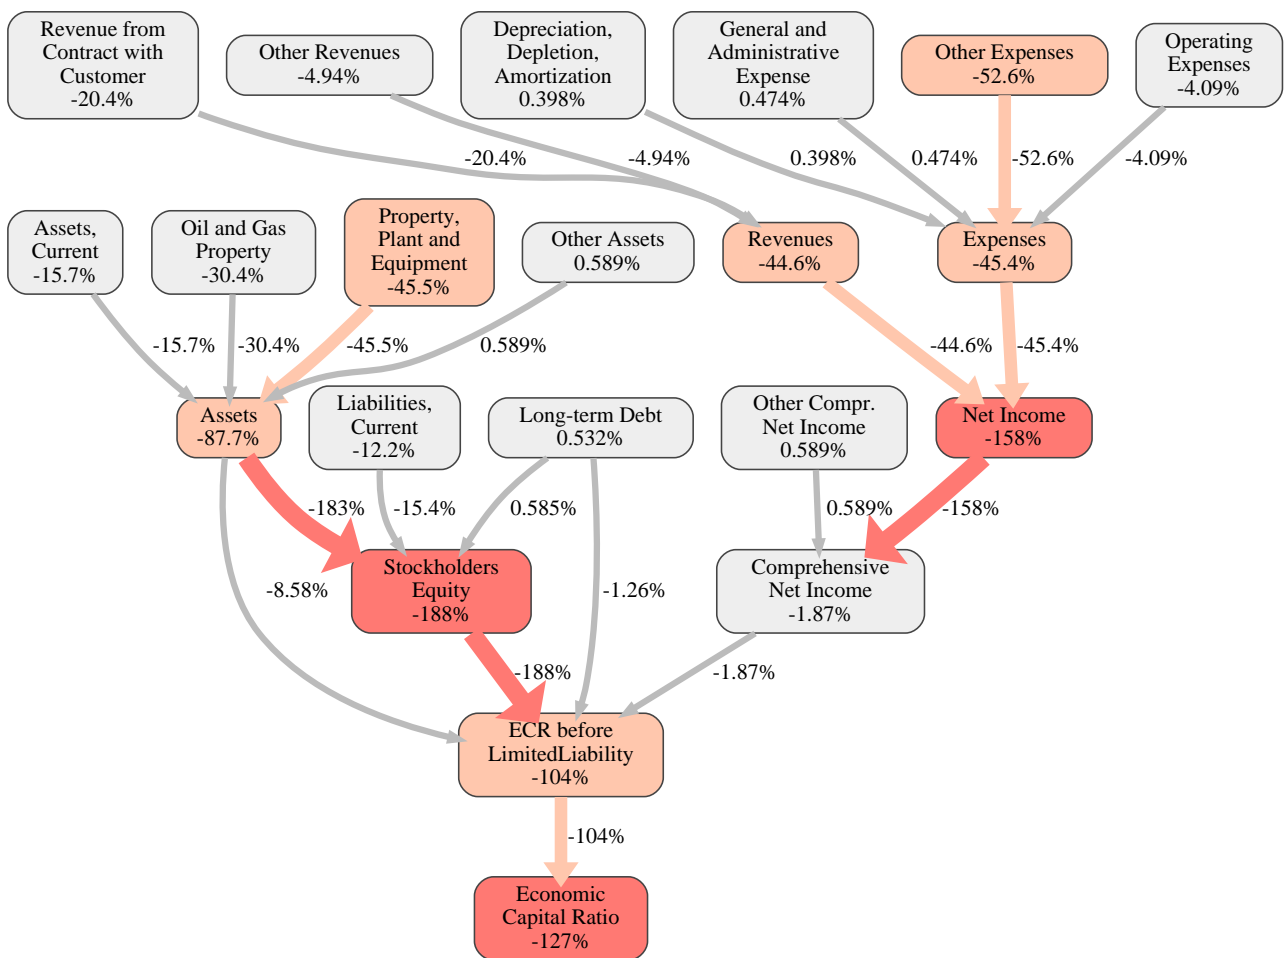 Revenue from
Contract with
Customer
-20.4%
Other Revenues
-4.94%
Depreciation,
Depletion,
Amortization
0.398%
General and
Administrative
Expense
0.474%
Other Expenses
-52.6%
Operating
Expenses
-4.09%
-20.4%
-4.94%
0.398%
0.474%
-52.6%
-4.09%
Assets,
Current
-15.7%
Oil and Gas
Property
-30.4%
Property,
Plant and
Equipment
-45.5%
Other Assets
0.589%
Revenues
-44.6%
Expenses
-45.4%
-15.7%
-30.4%
-45.5%
0.589%
-44.6%
-45.4%
Assets
-87.7%
Liabilities,
Current
-12.2%
Long-term Debt
0.532%
Other Compr.
Net Income
0.589%
Net Income
-158%
-183%
-15.4%
0.585%
0.589%
-158%
Stockholders
Equity
-188%
Comprehensive
Net Income
-1.87%
-8.58%
-1.26%
-188%
-1.87%
ECR before
LimitedLiability
-104%
-104%
Economic
Capital Ratio
-127%